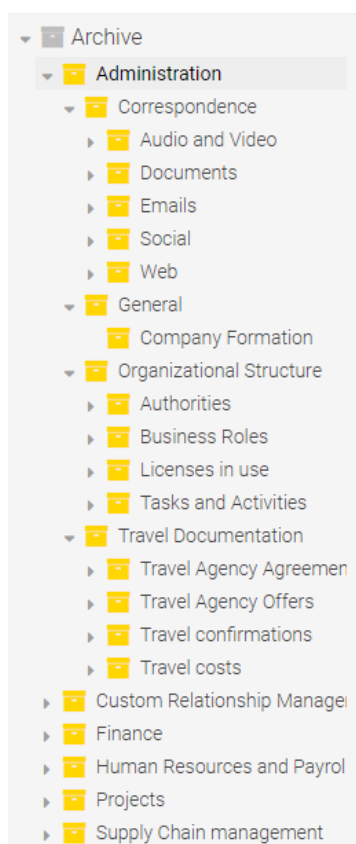 Archive
Administration
Correspondence
Audio and Video
Documents
Emails
Social
Web
General
Company Formation
Organizational Structure
Authorities
Business Roles
Licenses in use
Tasks and Activities
Travel Documentation
Travel Agency Agreemen
Travel Agency Offers
Travel confirmations
Travel costs
Custom Relationship Manage
Finance
Human Resources and Payrol
Projects
Supply Chain management